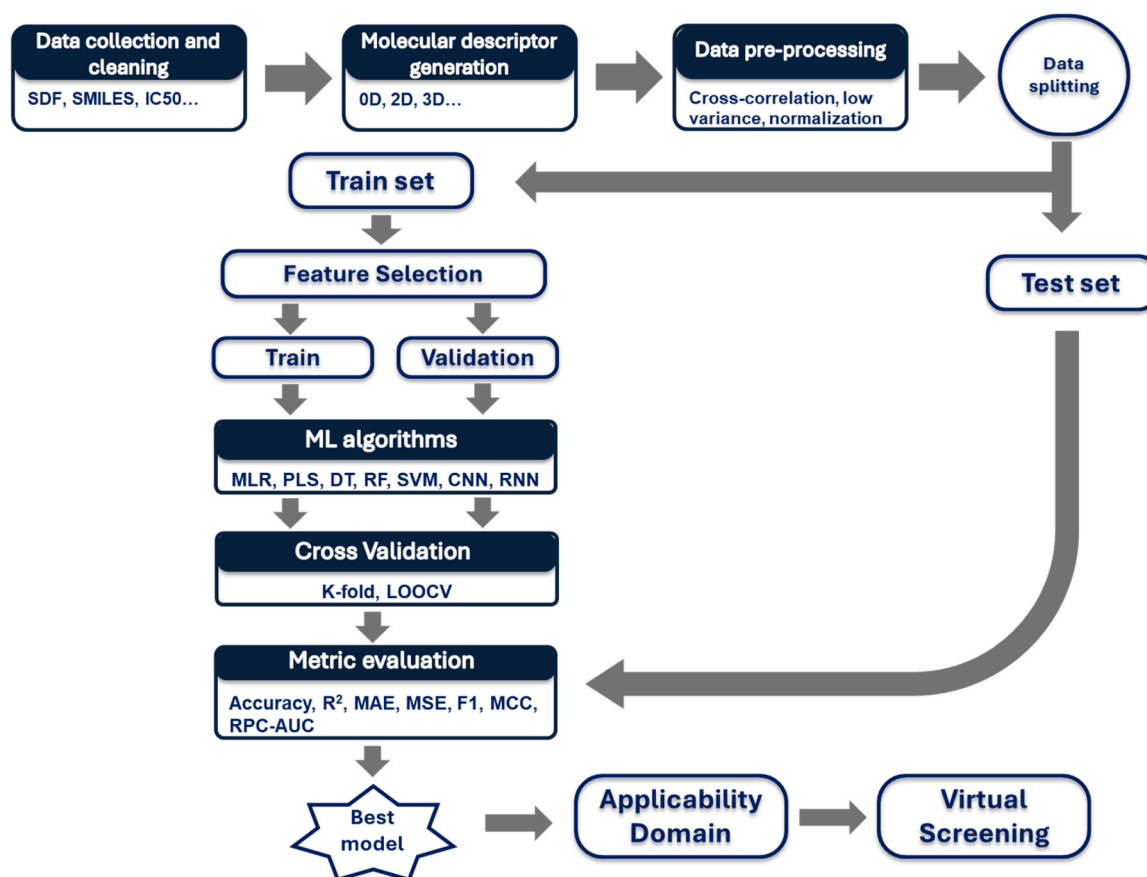 Data collection and
cleaning
SDF, SMILES, IC50...
Molecular descriptor
generation
0D, 2D, 3D...
Data pre-processing
Cross-correlation, low
variance, normalization
Data
splitting
Train set
Test set
Feature Selection
Train
Validation
ML algorithms
MLR, PLS, DT, RF, SVM, CNN, RNN
Cross Validation
K-fold, LOOCV
Metric evaluation
Accuracy, R², MAE, MSE, F1, MCC,
RPC-AUC
Best
model
Applicability
Domain
Virtual
Screening